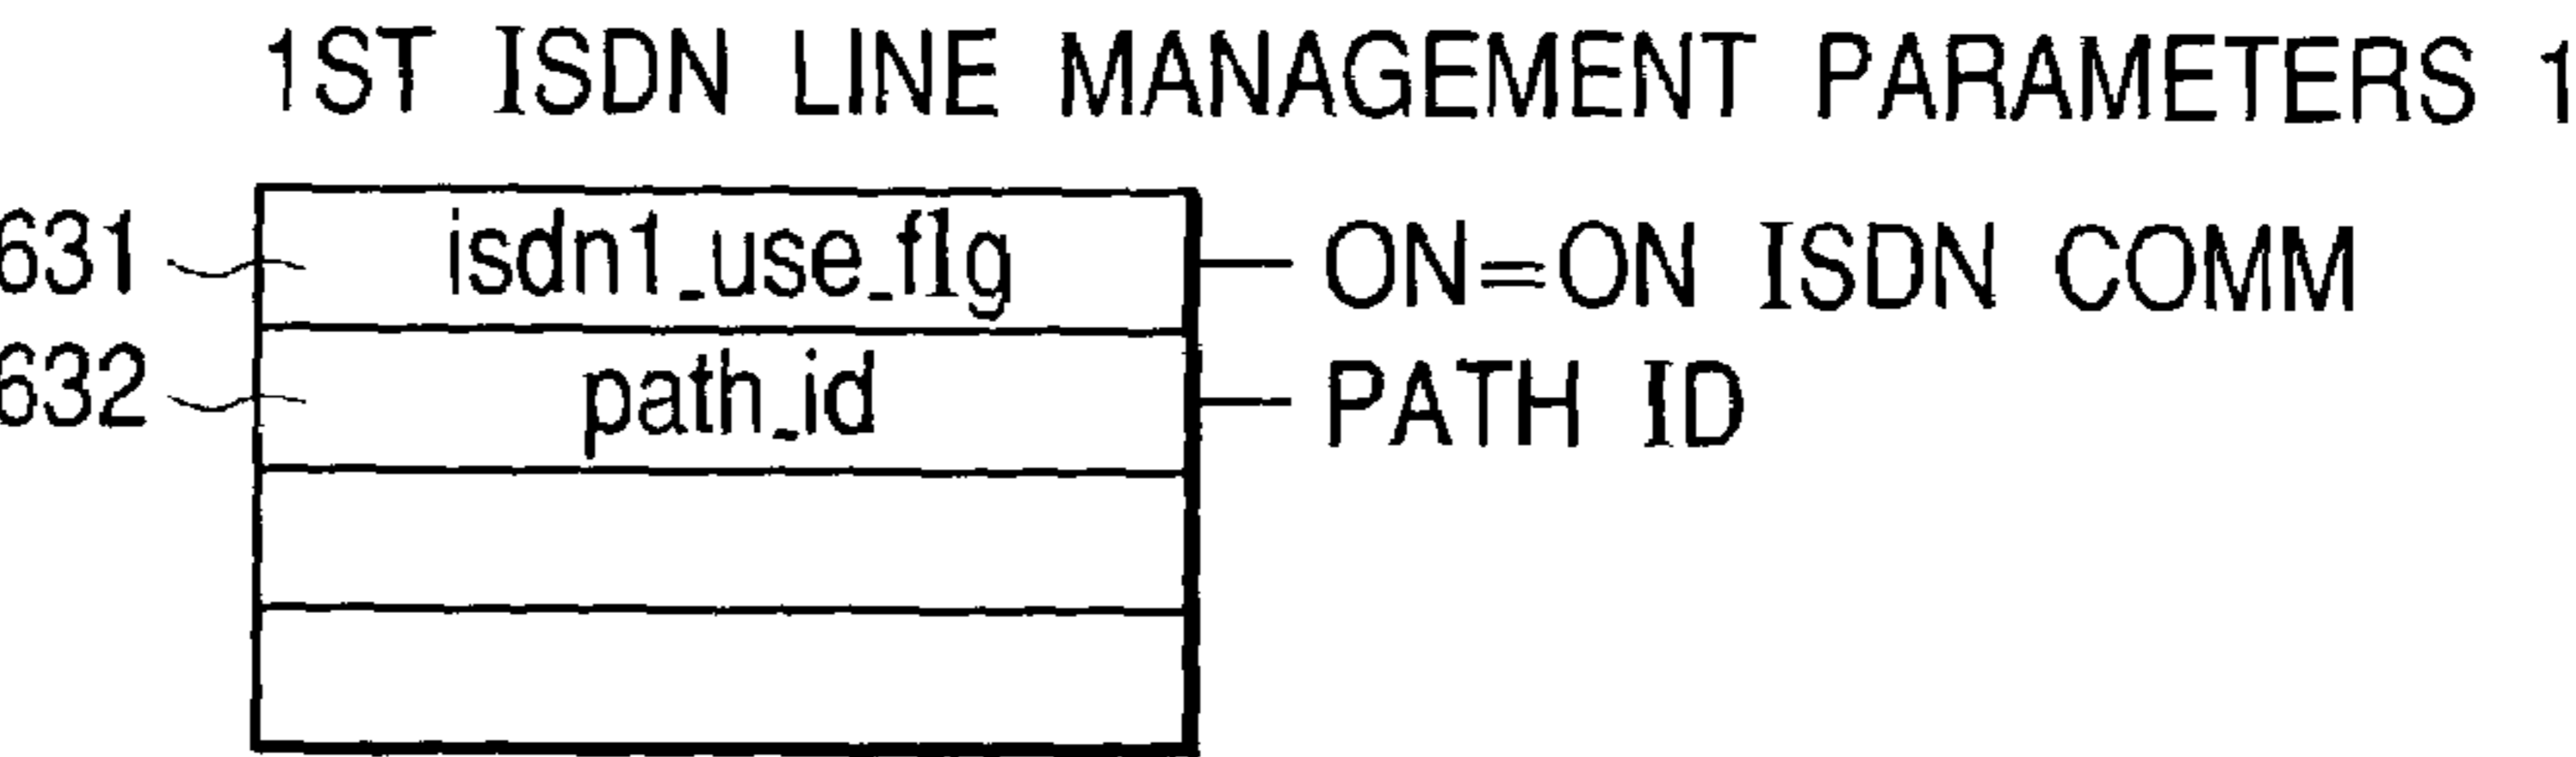 1ST ISDN LINE MANAGEMENT PARAMETERS 1
631 isdn1_use_flg ON=ON ISDN COMM
632 path_id PATH ID